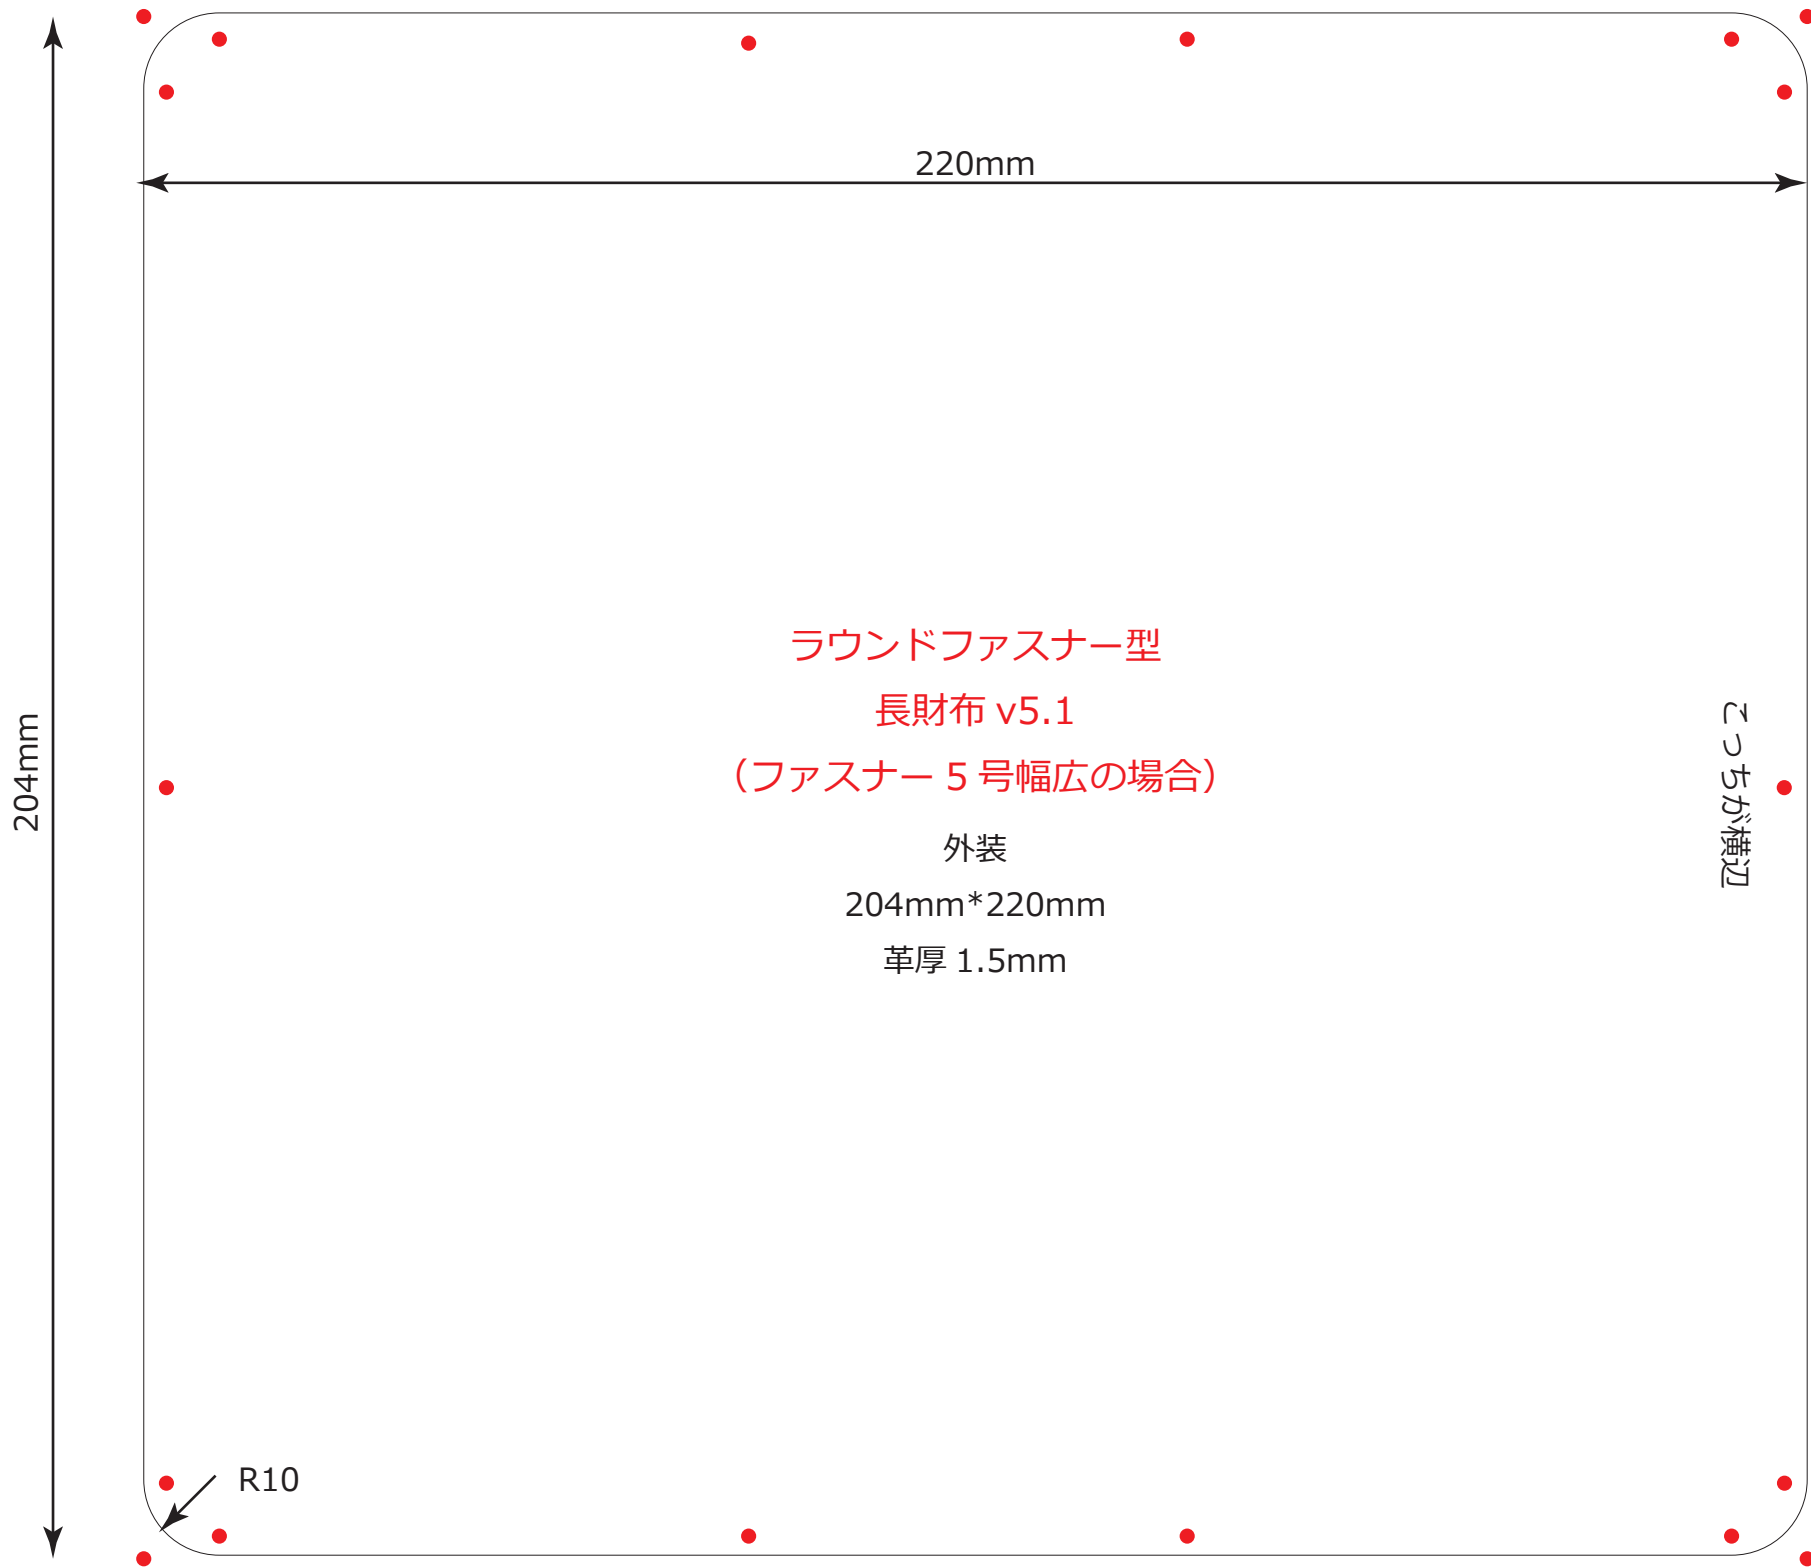 220mm
204mm
ラウンドファスナー型
長財布 v5.1
（ファスナー 5 号幅広の場合）
外装
204mm*220mm
革厚 1.5mm
こっちが横辺
R10